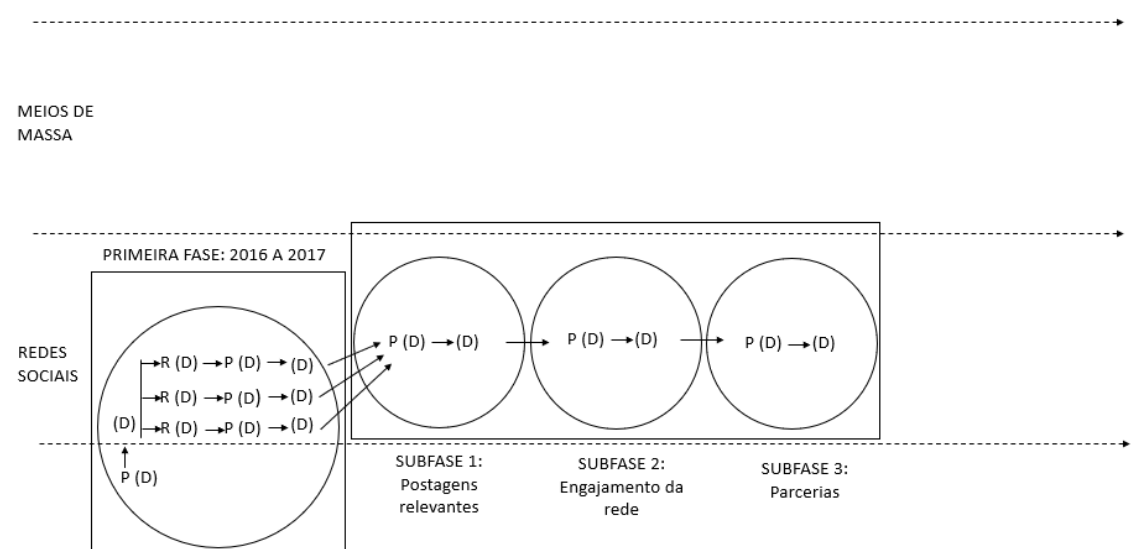 MEIOS DE
MASSA
PRIMEIRA FASE: 2016 A 2017
REDES
SOCIAIS
R (D) P (D) (D)
R (D) P (D) (D)
(D) R (D) P (D) (D)
P (D)
P (D) (D)
P (D) (D)
P (D) (D)
SUBFASE 1:
Postagens
relevantes
SUBFASE 2:
Engajamento da
rede
SUBFASE 3:
Parcerias